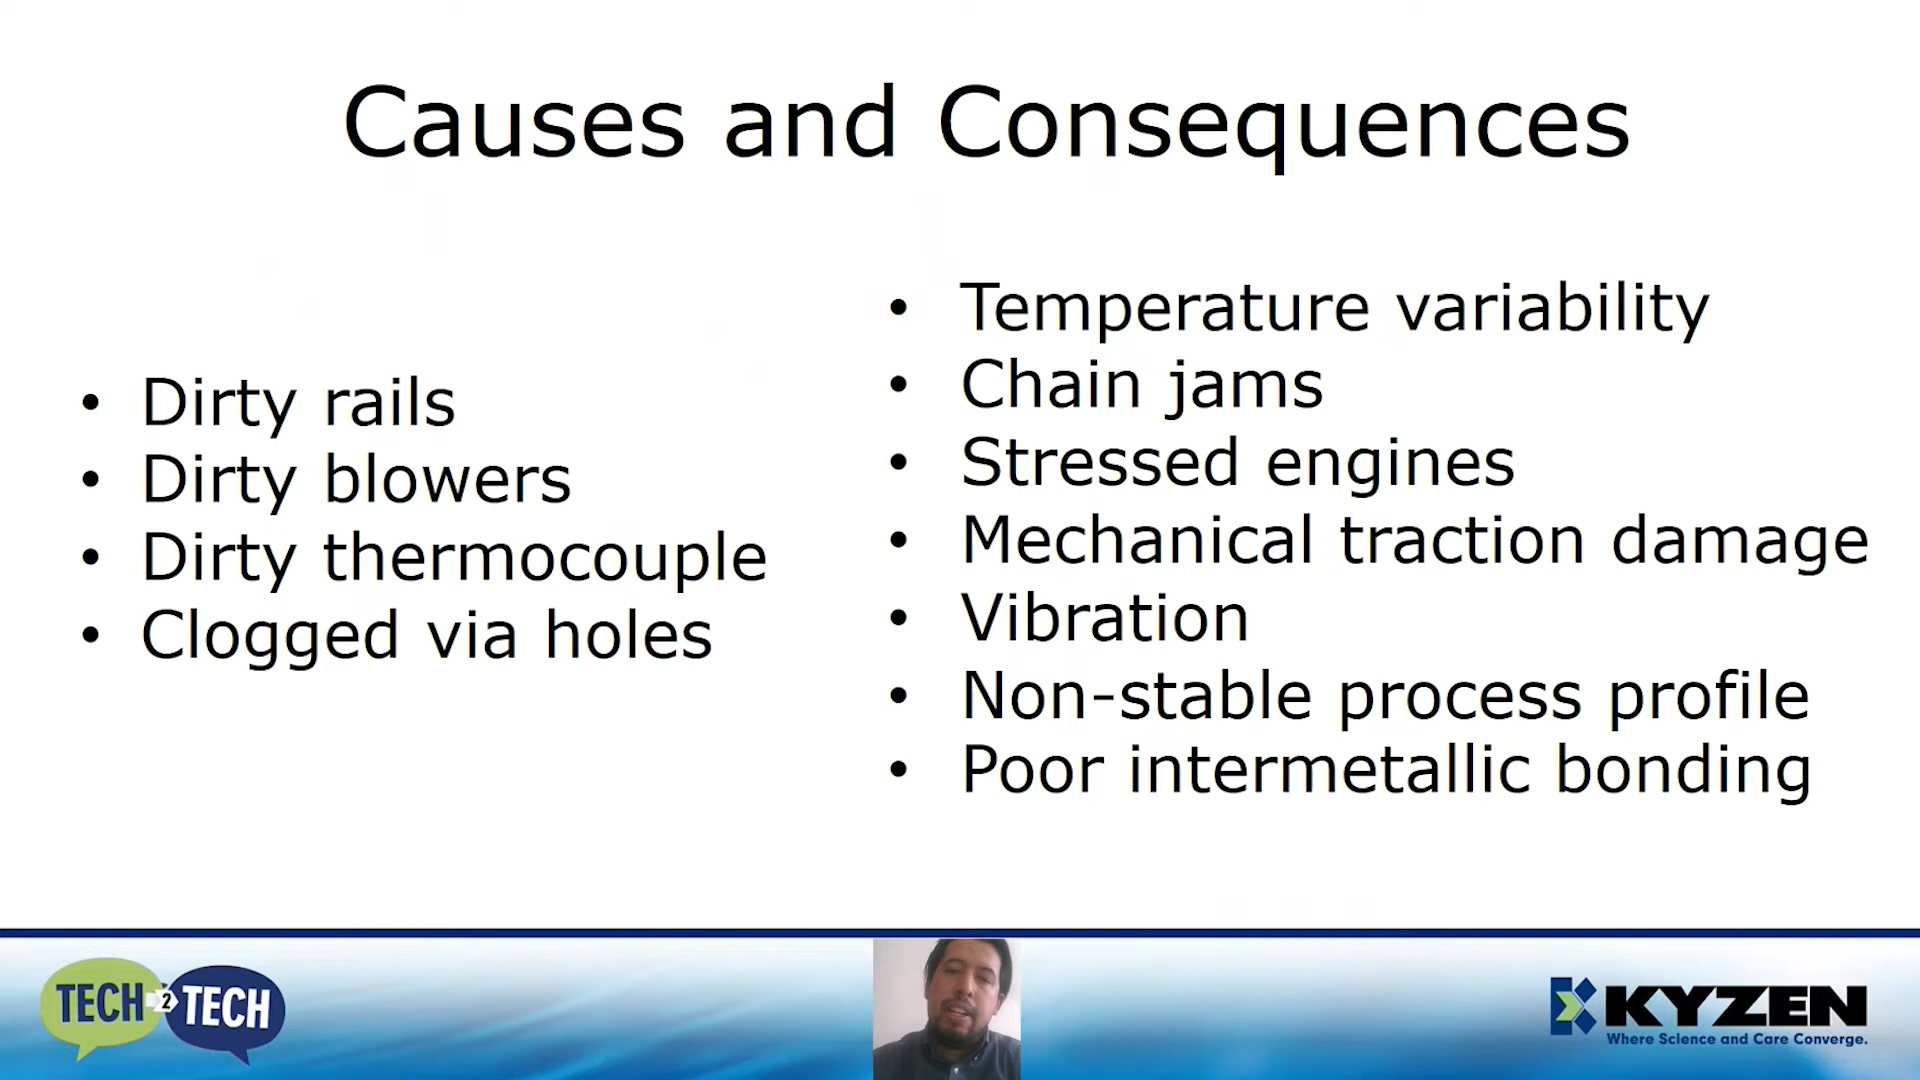 Causes and Consequences
• Dirty rails
• Dirty blowers
• Dirty thermocouple
• Clogged via holes
• Temperature variability
• Chain jams
• Stressed engines
• Mechanical traction damage
• Vibration
• Non-stable process profile
• Poor intermetallic bonding
TECH 2 TECH
KYZEN
Where Science and Care Converge.